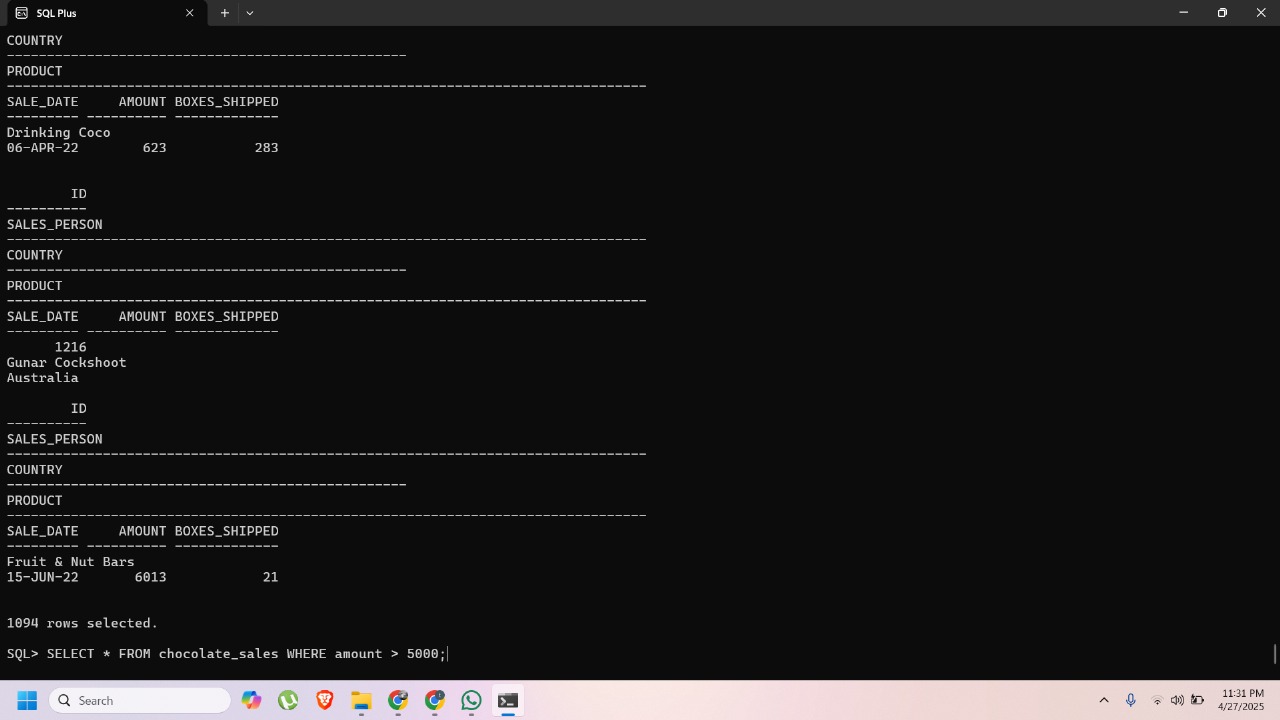 SQL Plus
COUNTRY
--------------------------------------------------
PRODUCT
--------------------------------------------------------------------------------
SALE_DATE     AMOUNT BOXES_SHIPPED
--------- ---------- -------------
Drinking Coco
06-APR-22        623           283
        ID
----------
SALES_PERSON
--------------------------------------------------------------------------------
COUNTRY
--------------------------------------------------
PRODUCT
--------------------------------------------------------------------------------
SALE_DATE     AMOUNT BOXES_SHIPPED
--------- ---------- -------------
      1216
Gunar Cockshoot
Australia
        ID
----------
SALES_PERSON
--------------------------------------------------------------------------------
COUNTRY
--------------------------------------------------
PRODUCT
--------------------------------------------------------------------------------
SALE_DATE     AMOUNT BOXES_SHIPPED
--------- ---------- -------------
Fruit & Nut Bars
15-JUN-22       6013            21
1094 rows selected.
SQL> SELECT * FROM chocolate_sales WHERE amount > 5000;
Search
11:31 PM
4/27/2025